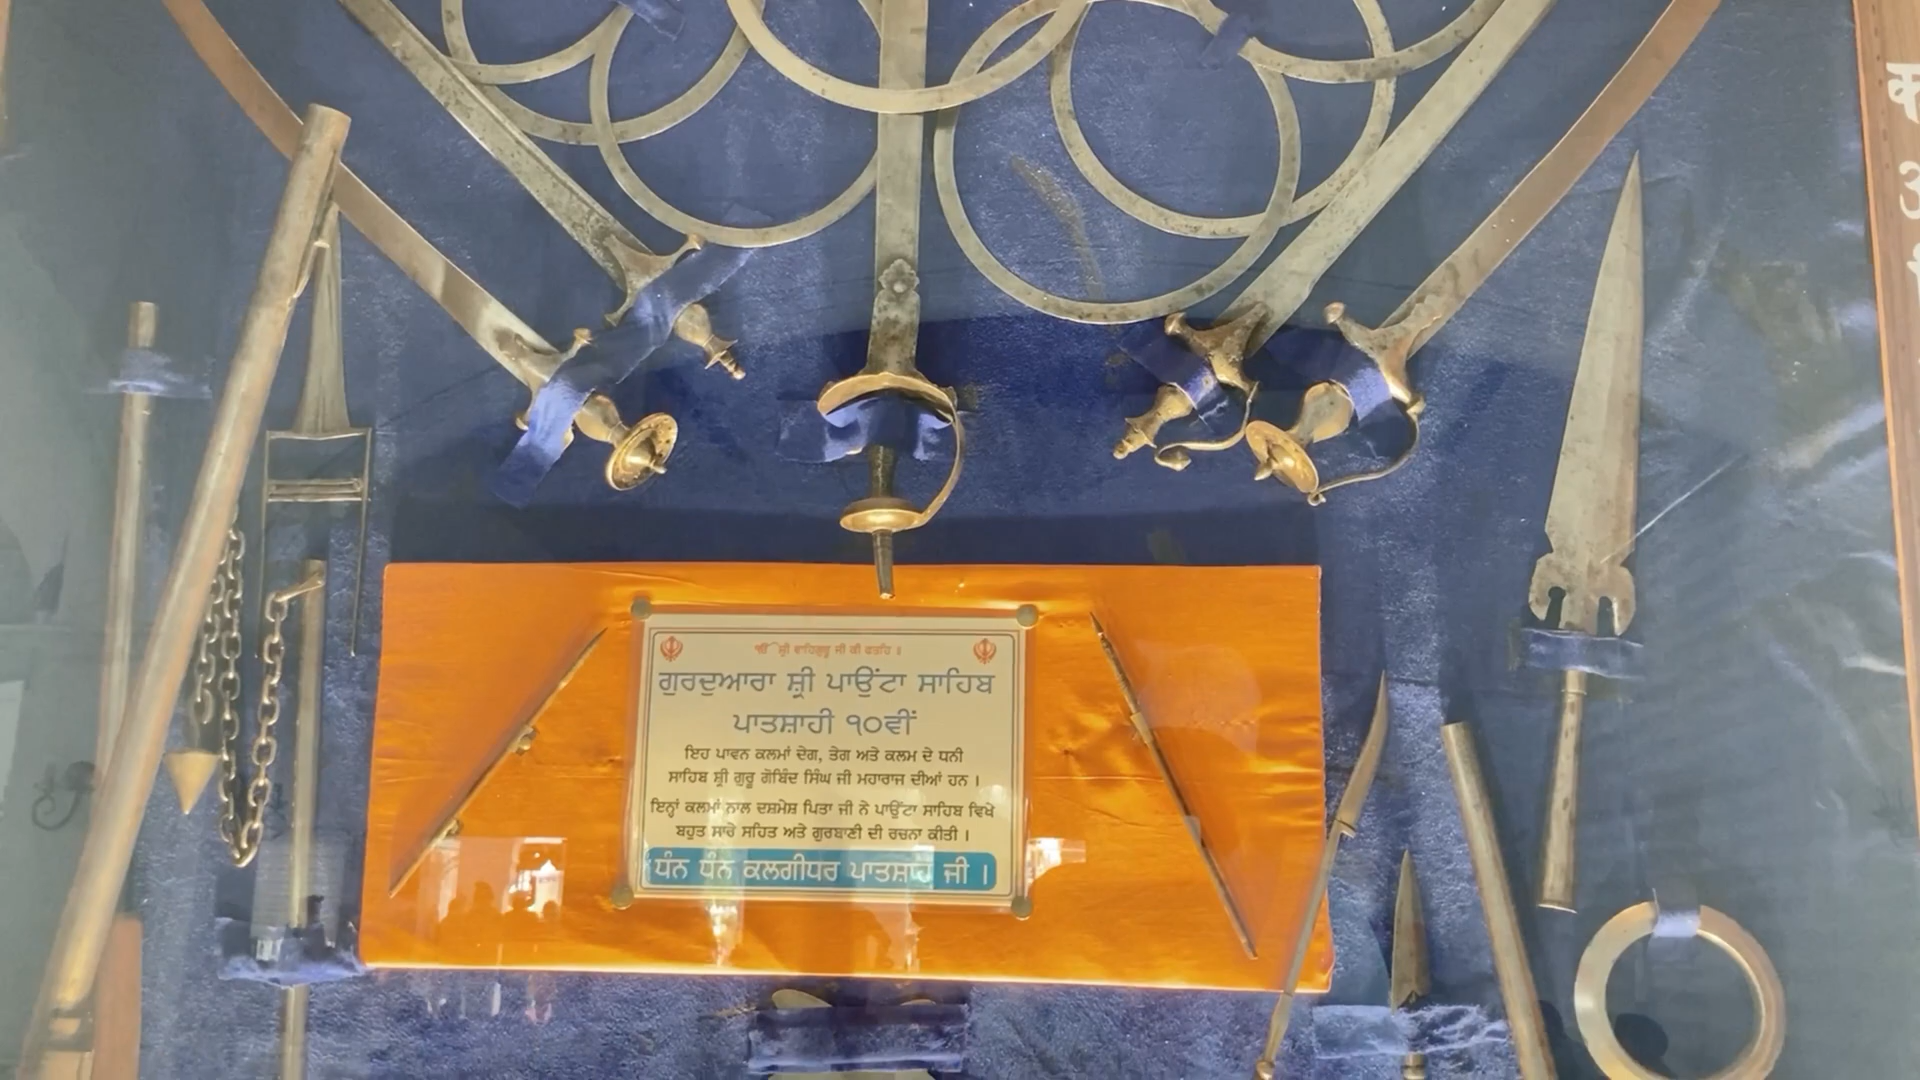 ੴ ਸ਼੍ਰੀ ਵਾਹਿਗੁਰੂ ਜੀ ਕੀ ਫਤਹਿ ॥
ਗੁਰਦੁਆਰਾ ਸ਼੍ਰੀ ਪਾਉਂਟਾ ਸਾਹਿਬ
ਪਾਤਸ਼ਾਹੀ ੧੦ਵੀਂ
ਇਹ ਪਾਵਨ ਕਲਮਾਂ ਦੇਗ, ਤੇਗ ਅਤੇ ਕਲਮ ਦੇ ਧਨੀ
ਸਾਹਿਬ ਸ਼੍ਰੀ ਗੁਰੂ ਗੋਬਿੰਦ ਸਿੰਘ ਜੀ ਮਹਾਰਾਜ ਦੀਆਂ ਹਨ ।
ਇਨ੍ਹਾਂ ਕਲਮਾਂ ਨਾਲ ਦਸ਼ਮੇਸ਼ ਪਿਤਾ ਜੀ ਨੇ ਪਾਉਂਟਾ ਸਾਹਿਬ ਵਿਖੇ
ਬਹੁਤ ਸਾਰੇ ਸਹਿਤ ਅਤੇ ਗੁਰਬਾਣੀ ਦੀ ਰਚਨਾ ਕੀਤੀ ।
ਧੰਨ ਧੰਨ ਕਲਗੀਧਰ ਪਾਤਸ਼ਾਹ ਜੀ ।